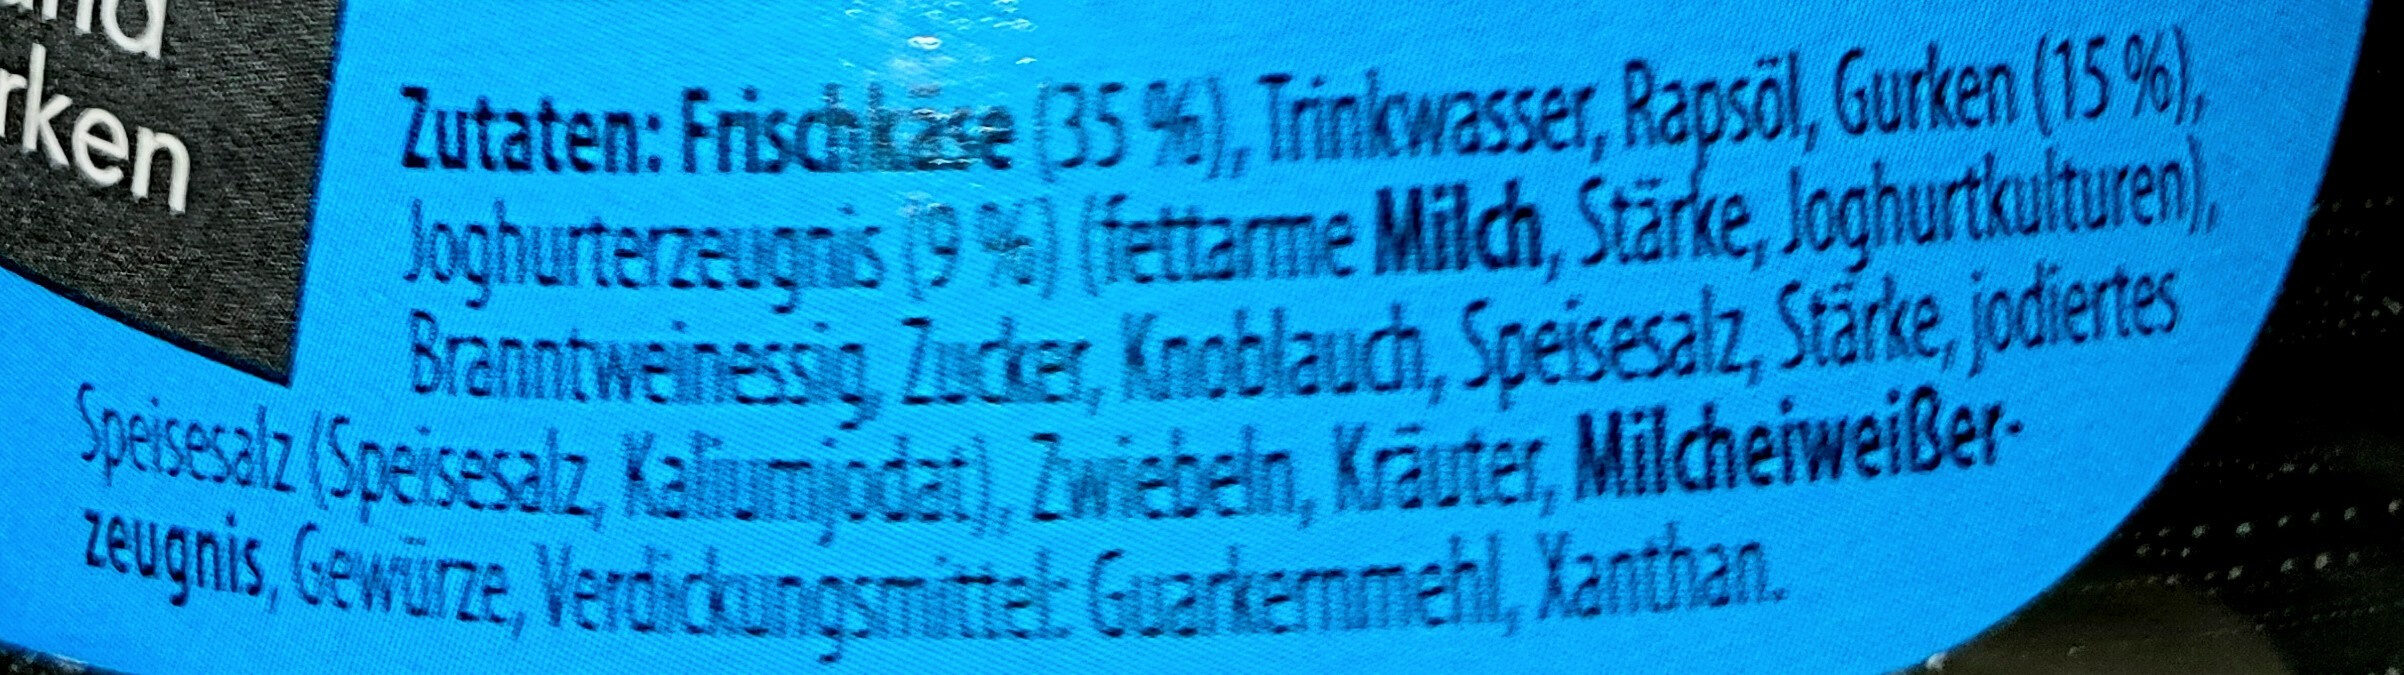 rken
Zutaten: Frischkäse (35 %), Trinkwasser, Rapsöl, Gurken (15 %),
Joghurterzeugnis (9 %) (fettarme Milch, Stärke, Joghurtkulturen),
Branntweinessig, Zucker, Knoblauch, Speisesalz, Stärke, jodiertes
Speisesalz (Speisesalz, Kaliumjodat), Zwiebeln, Kräuter, Milcheiweißer-
zeugnis, Gewürze, Verdickungsmittel: Guarkernmehl, Xanthan.